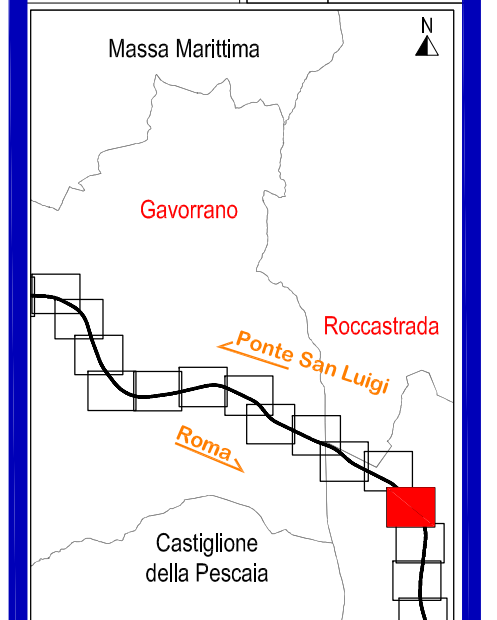 N
Massa Marittima
Gavorrano
Roccastrada
Ponte San Luigi
Roma
Castiglione
della Pescaia